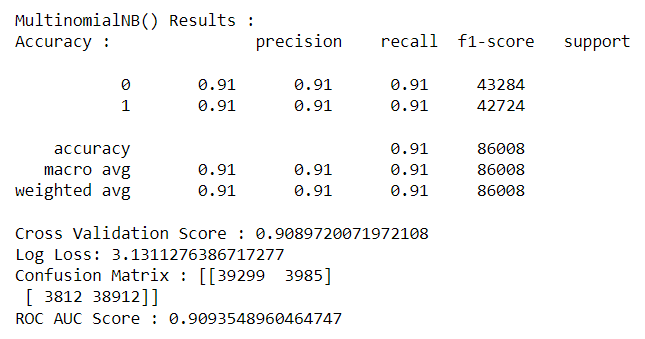 MultinomialNB() Results :
Accuracy :              precision    recall  f1-score   support

           0       0.91      0.91      0.91     43284
           1       0.91      0.91      0.91     42724

    accuracy                           0.91     86008
   macro avg       0.91      0.91      0.91     86008
weighted avg       0.91      0.91      0.91     86008

Cross Validation Score : 0.9089720071972108
Log Loss: 3.1311276386717277
Confusion Matrix : [[39299  3985]
 [ 3812 38912]]
ROC AUC Score : 0.9093548960464747